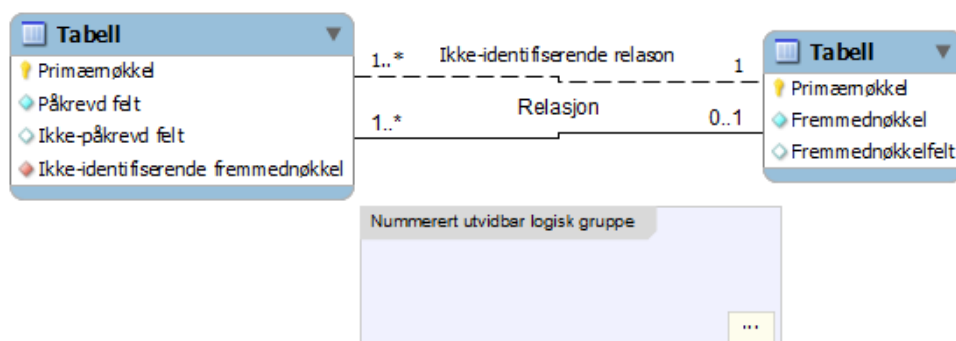 Tabell
Primærnøkkel
Påkrevd felt
Ikke-påkrevd felt
Ikke-identifiserende fremmednøkkel
1..* Ikke-identifiserende relason 1
1..* Relasjon 0..1
Tabell
Primærnøkkel
Fremmednøkkel
Fremmednøkkelfelt
Nummerert utvidbar logisk gruppe
...